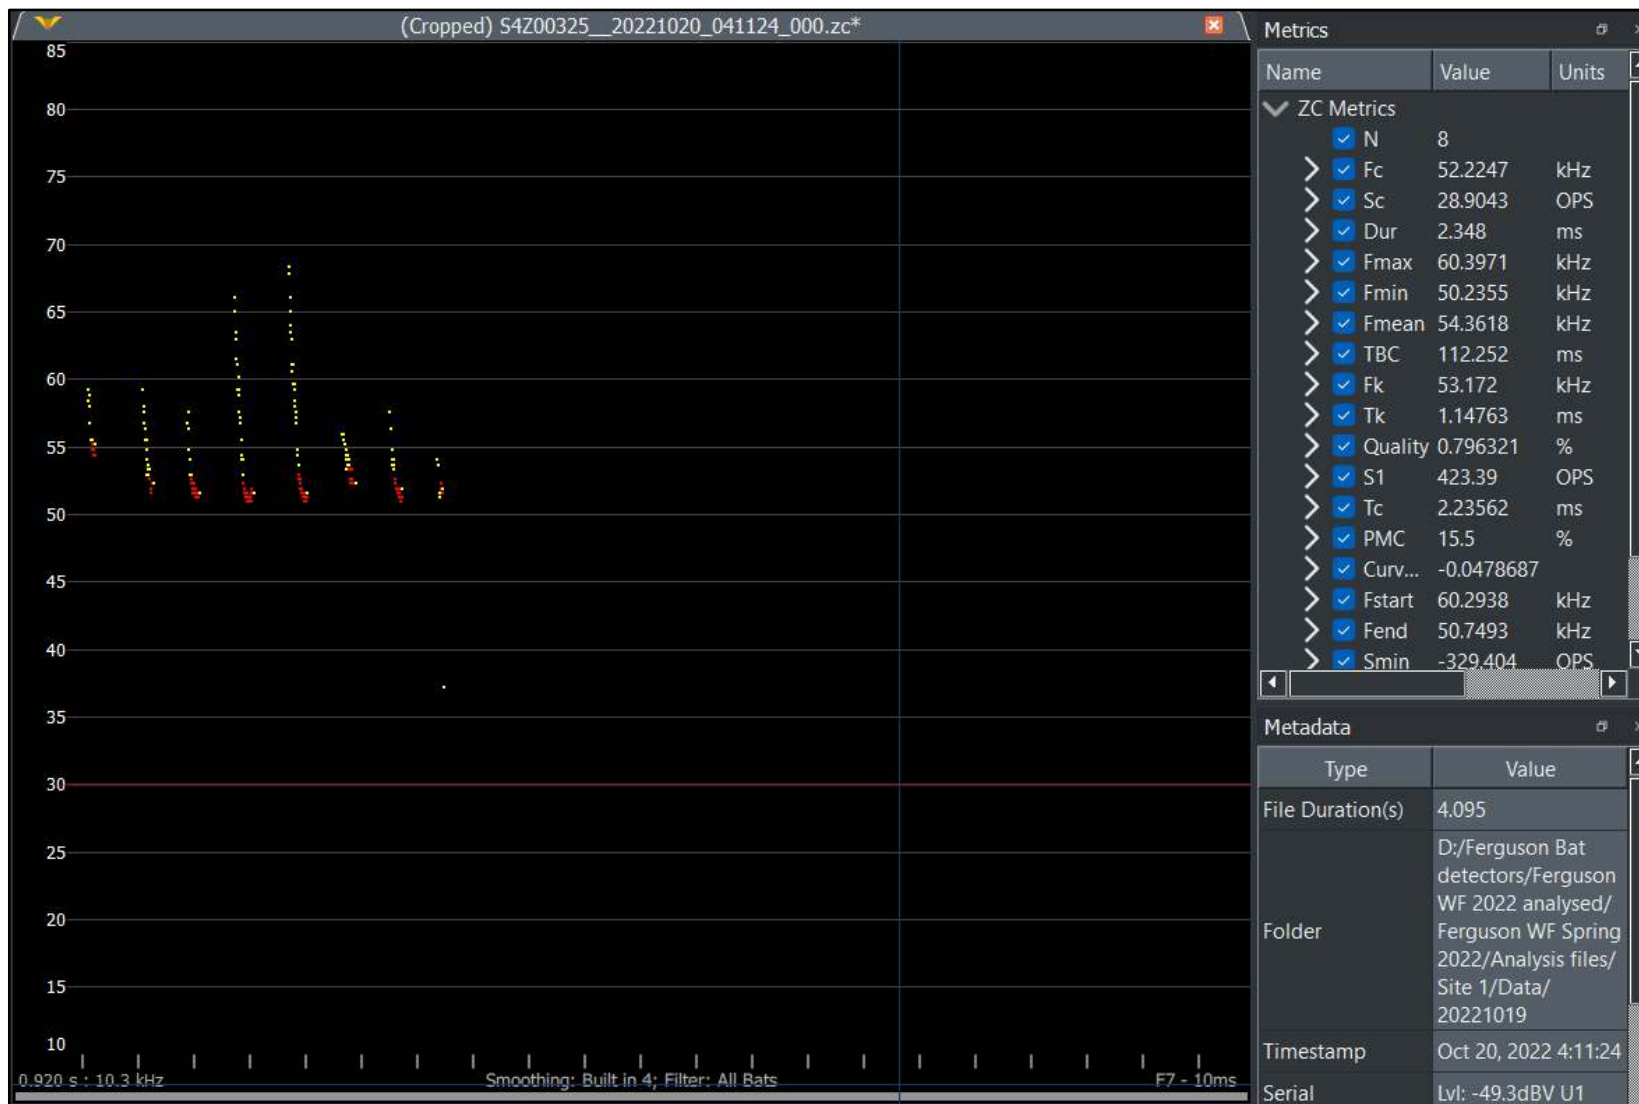 (Cropped) S4Z00325__20221020_041124_000.zc*
85
80
75
70
65
60
55
50
45
40
35
30
25
20
15
10
0.920 s : 10.3 kHz
Smoothing: Built in 4; Filter: All Bats
F7 - 10ms
Metrics
Name Value Units
ZC Metrics
N 8
Fc 52.2247 kHz
Sc 28.9043 OPS
Dur 2.348 ms
Fmax 60.3971 kHz
Fmin 50.2355 kHz
Fmean 54.3618 kHz
TBC 112.252 ms
Fk 53.172 kHz
Tk 1.14763 ms
Quality 0.796321 %
S1 423.39 OPS
Tc 2.23562 ms
PMC 15.5 %
Curv... -0.0478687
Fstart 60.2938 kHz
Fend 50.7493 kHz
Smin -329.404 OPS
Metadata
Type Value
File Duration(s) 4.095
Folder
D:/Ferguson Bat
detectors/Ferguson
WF 2022 analysed/
Ferguson WF Spring
2022/Analysis files/
Site 1/Data/
20221019
Timestamp Oct 20, 2022 4:11:24
Serial Lvl: -49.3dBV U1